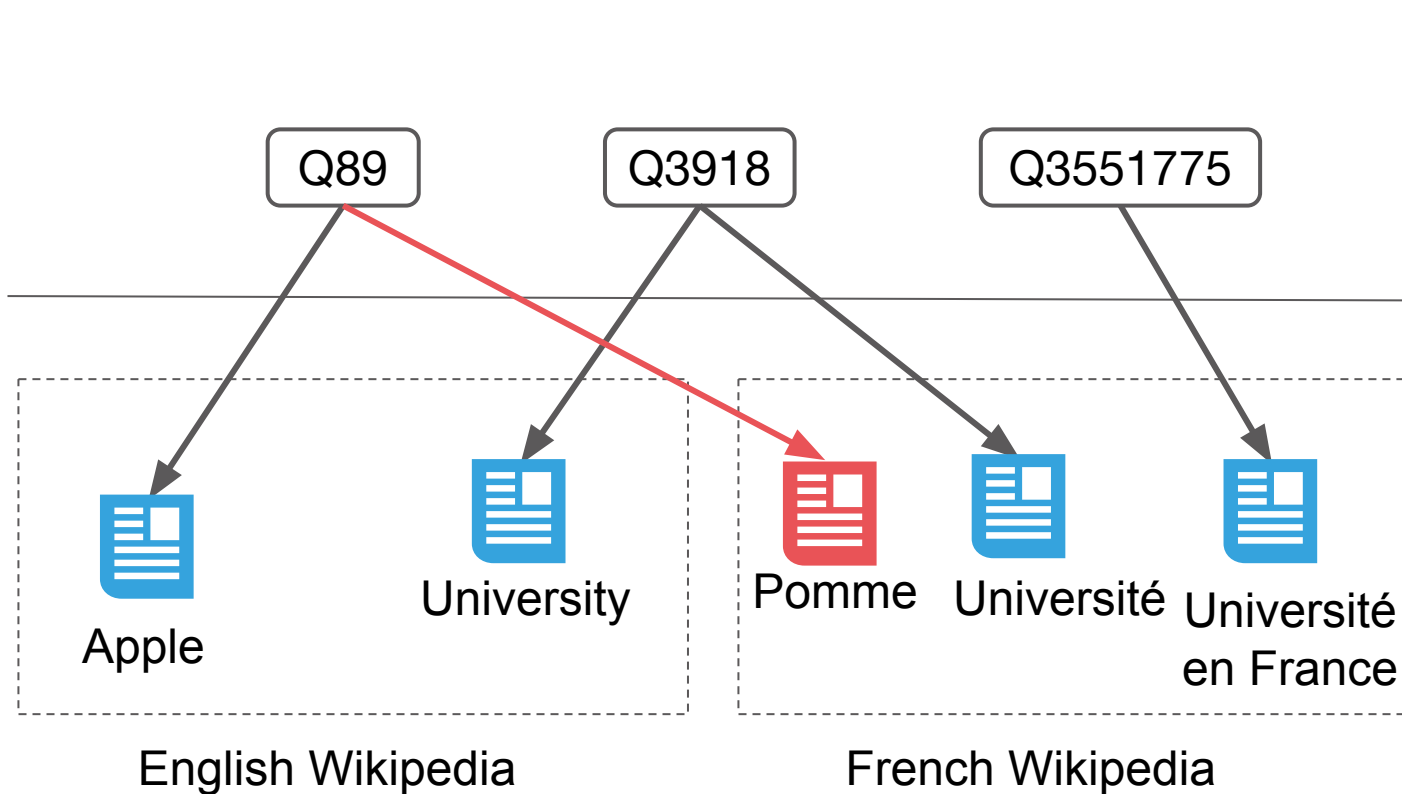 Q89
Q3918
Q3551775
Apple
University
Pomme
Université
Université
en France
English Wikipedia
French Wikipedia